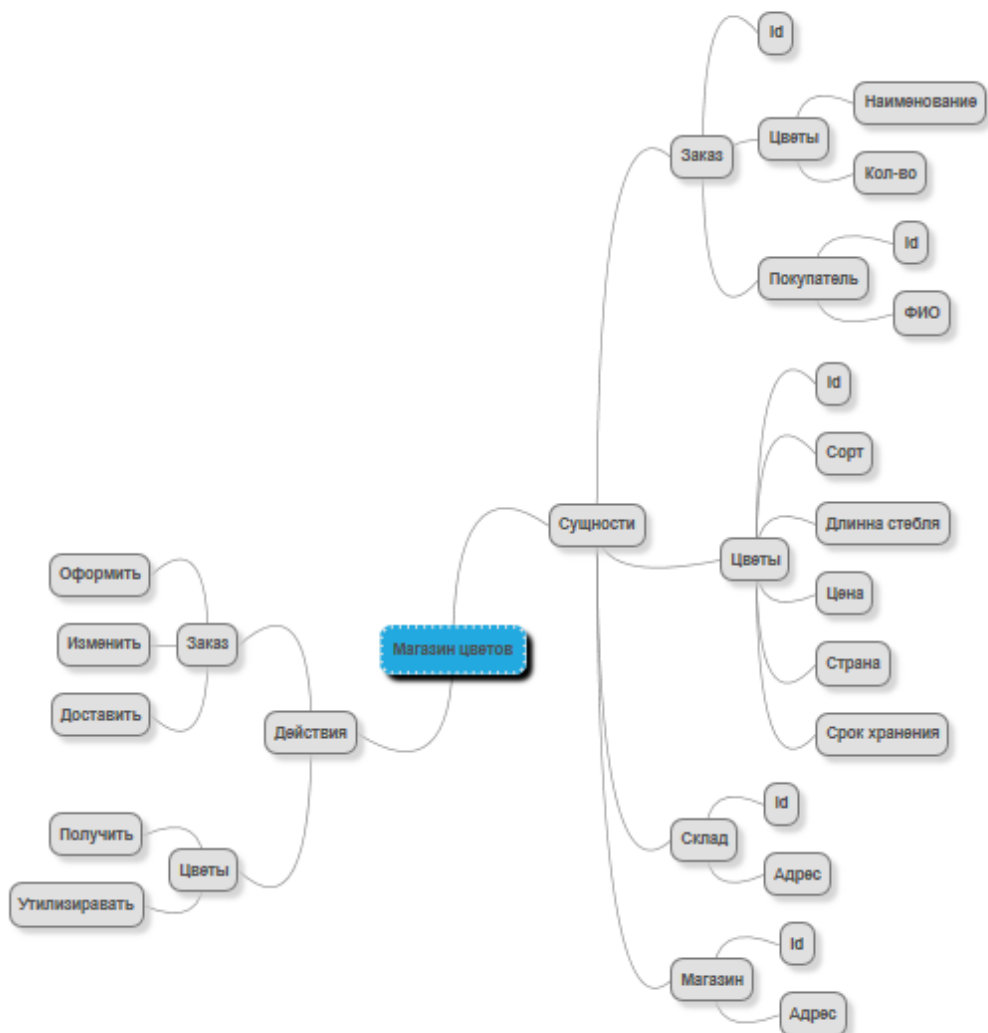 Id
Наименование
Цветы
Заказ
Кол-во
Id
Покупатель
ФИО
Id
Сорт
Сущности
Длинна стебля
Цветы
Цена
Страна
Срок хранения
Id
Склад
Адрес
Id
Магазин
Адрес
Магазин цветов
Оформить
Изменить
Заказ
Доставить
Действия
Получить
Цветы
Утилизиравать